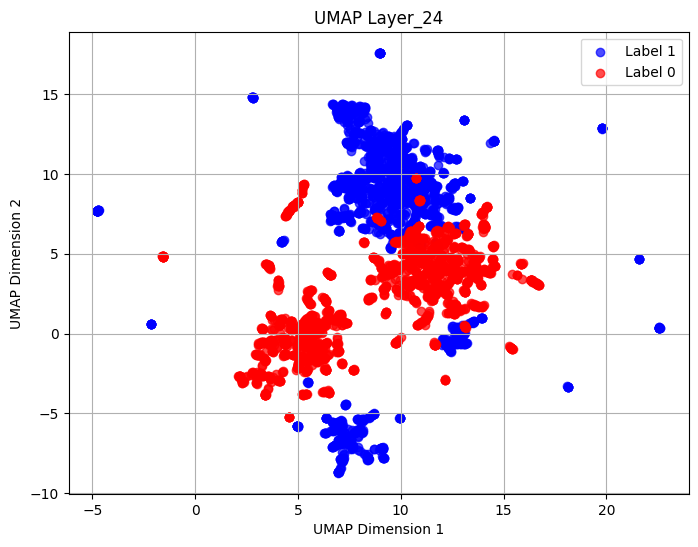 UMAP Layer_24
Label 1
Label 0
UMAP Dimension 2
15
10
5
0
−5
−10
−5
0
5
10
15
20
UMAP Dimension 1